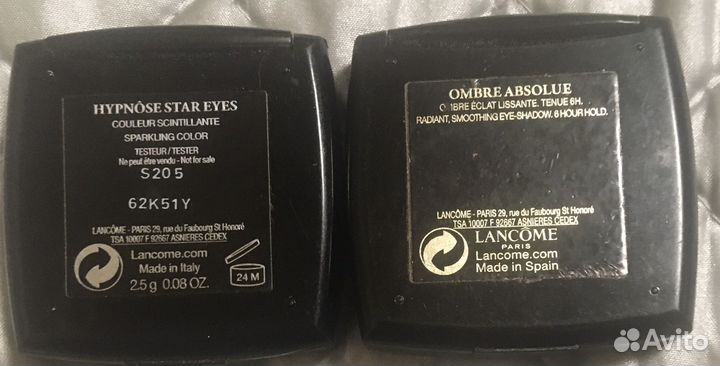 HYPNÔSE STAR EYES
COULEUR SCINTILLANTE
SPARKLING COLOR
TESTEUR/TESTER
Ne peut être vendu - Not for sale
S205
62K51Y
LANCÔME - PARIS 29, rue du Faubourg St Honoré
TSA 10007 F 92667 ASNIERES CEDEX
Lancome.com
Made in Italy
2.5 g 0.08 OZ.
24 M
OMBRE ABSOLUE
OMBRE ÉCLAT LISSANTE. TENUE 6H.
RADIANT, SMOOTHING EYE-SHADOW. 6 HOUR HOLD.
LANCÔME - PARIS 29, rue du Faubourg St Honoré
TSA 10007 F 92667 ASNIERES CEDEX
LANCÔME
PARIS
Lancome.com
Made in Spain
Avito